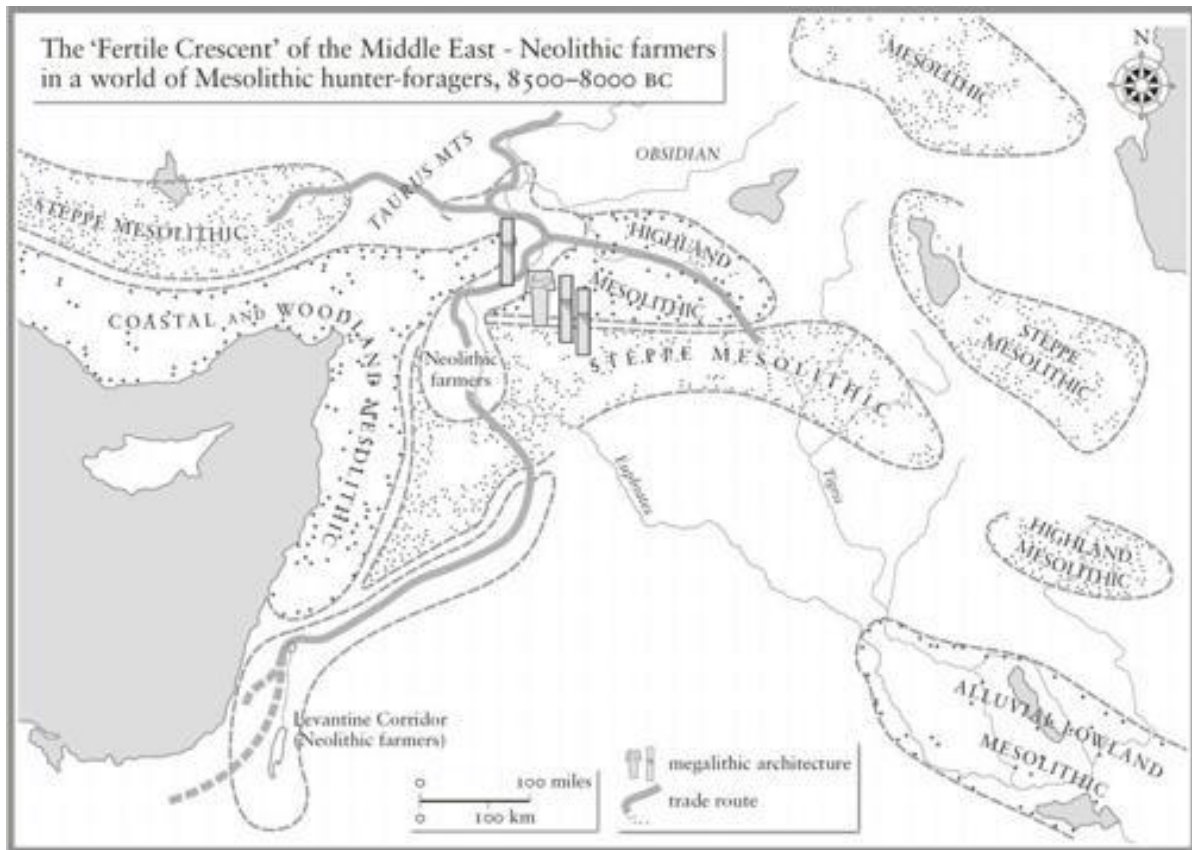 The 'Fertile Crescent' of the Middle East - Neolithic farmers
in a world of Mesolithic hunter-foragers, 8500–8000 BC
N
MESOLITHIC
TAURUS MTS
OBSIDIAN
STEPPE MESOLITHIC
HIGHLAND
MESOLITHIC
COASTAL AND WOODLAND MESOLITHIC
Neolithic
farmers
STEPPE MESOLITHIC
STEPPE
MESOLITHIC
Euphrates
Tigris
HIGHLAND
MESOLITHIC
ALLUVIAL LOWLAND
MESOLITHIC
Levantine Corridor
(Neolithic farmers)
0 100 miles
0 100 km
megalithic architecture
trade route